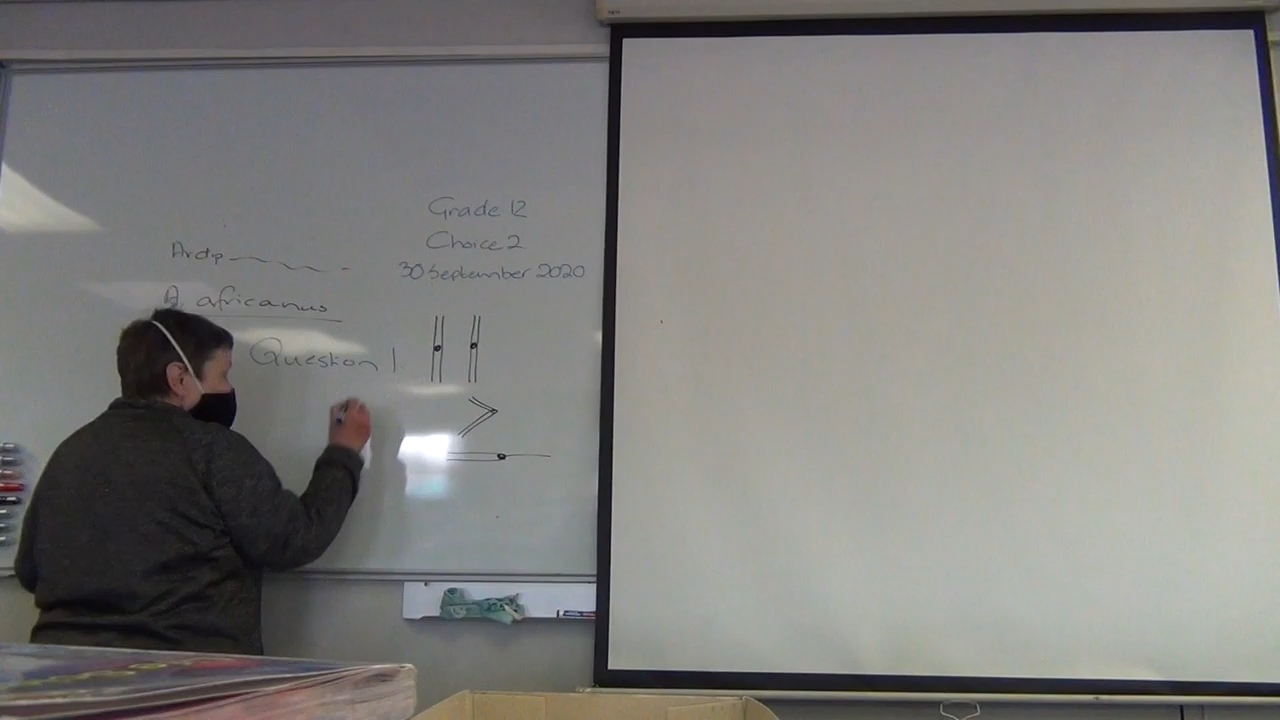 Grade 12
Choice 2
30 September 2020
Ardip
A africanus
Question 1